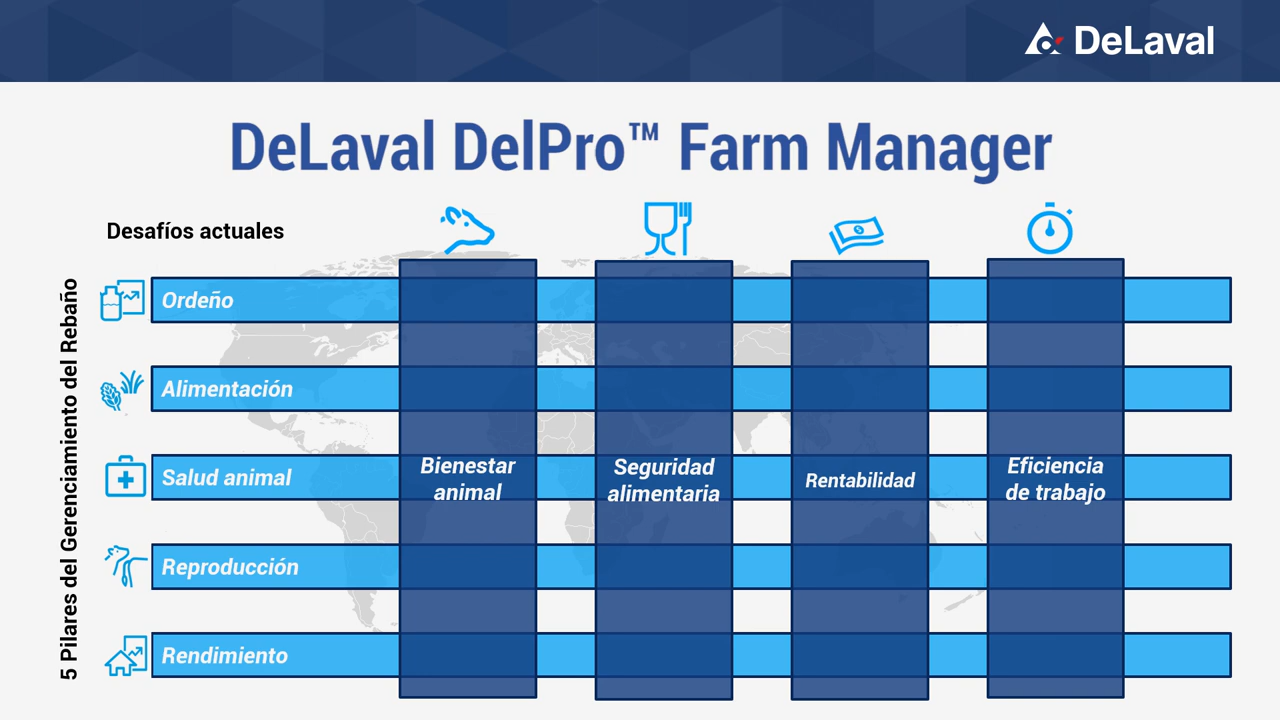 DeLaval
DeLaval DelPro™ Farm Manager
Desafíos actuales
5 Pilares del Gerenciamiento del Rebaño
Ordeño
Alimentación
Salud animal
Reproducción
Rendimiento
Bienestar
animal
Seguridad
alimentaria
Rentabilidad
Eficiencia
de trabajo